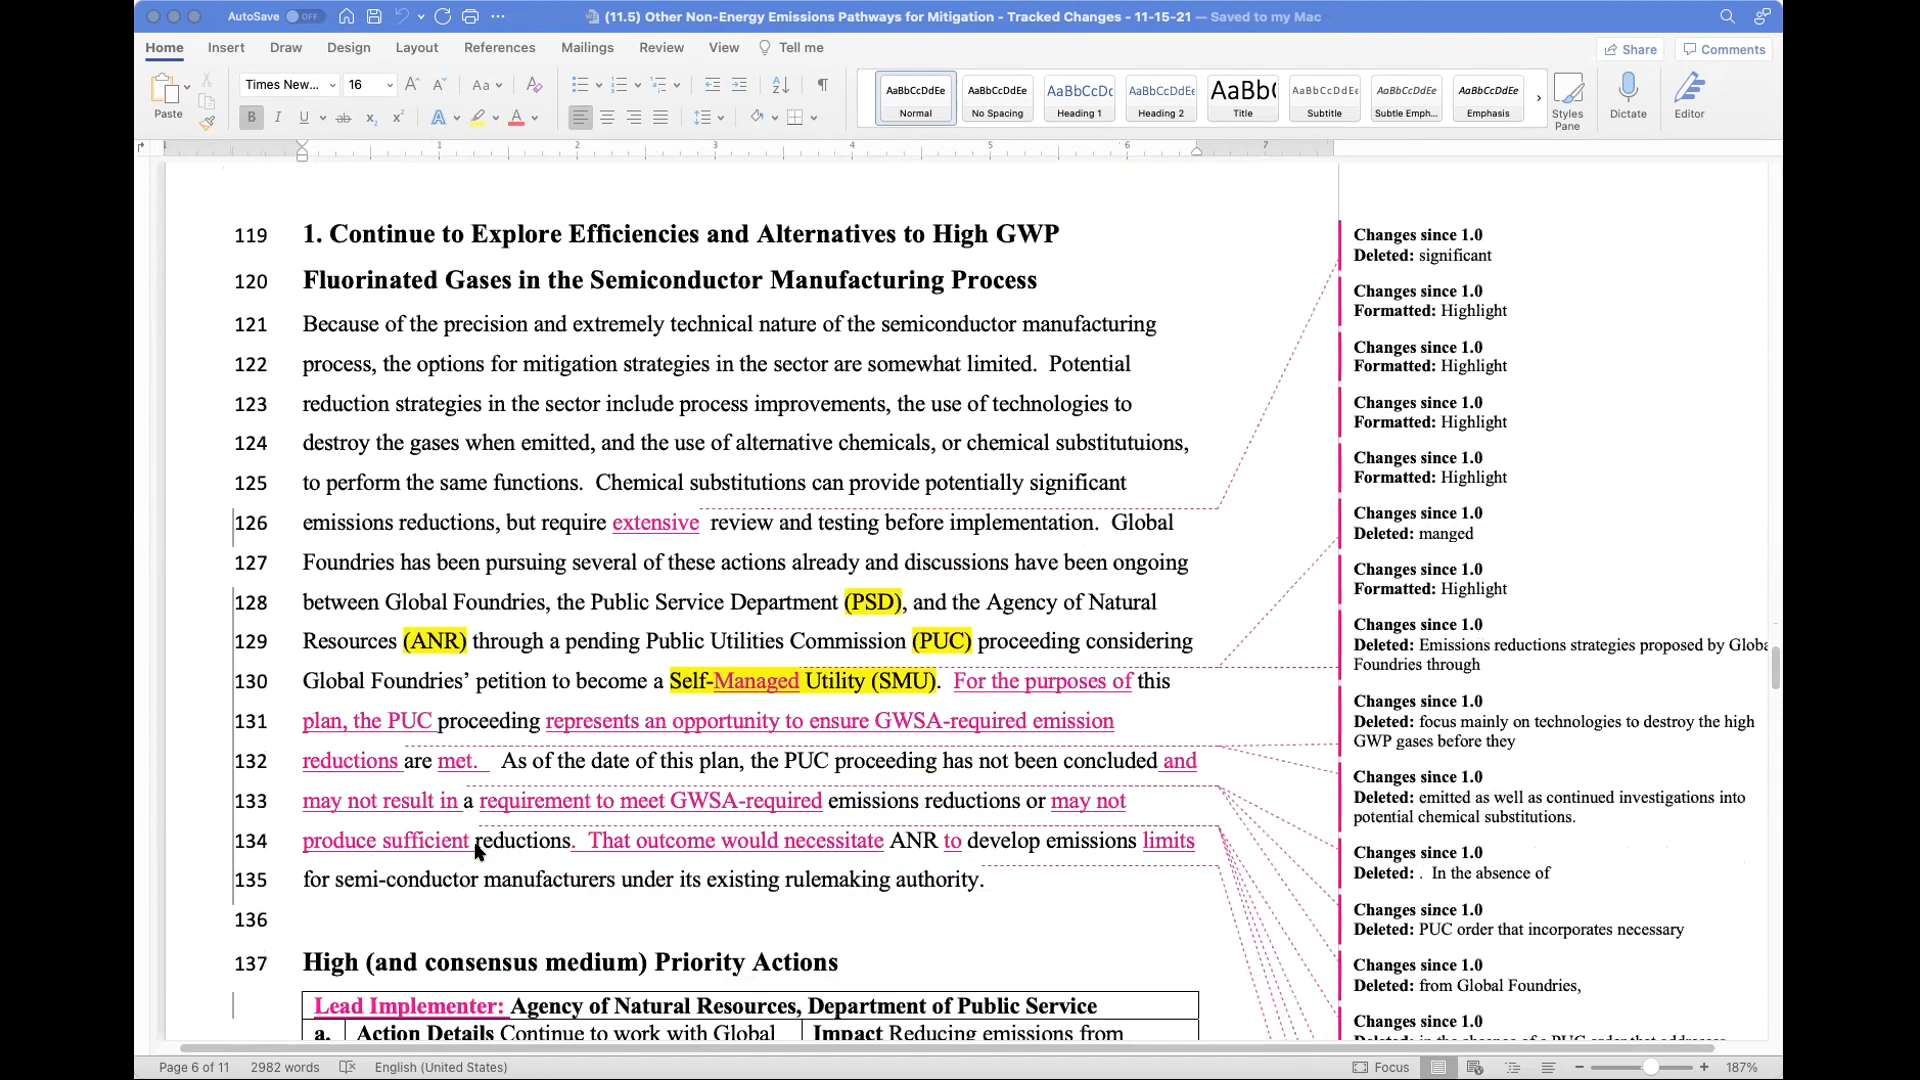 AutoSave OFF
(11.5) Other Non-Energy Emissions Pathways for Mitigation - Tracked Changes - 11-15-21 — Saved to my Mac
Home Insert Draw Design Layout References Mailings Review View Tell me
Share Comments
Paste
Times New... 16
AaBbCcDdEe Normal
AaBbCcDdEe No Spacing
AaBbCcDc Heading 1
AaBbCcDdEe Heading 2
AaBb( Title
AaBbCcDdEe Subtitle
AaBbCcDdEe Subtle Emph...
AaBbCcDdEe Emphasis
Styles Pane
Dictate
Editor
1 1 2 3 4 5 6 7
119 1. Continue to Explore Efficiencies and Alternatives to High GWP
120 Fluorinated Gases in the Semiconductor Manufacturing Process
121 Because of the precision and extremely technical nature of the semiconductor manufacturing
122 process, the options for mitigation strategies in the sector are somewhat limited.  Potential
123 reduction strategies in the sector include process improvements, the use of technologies to
124 destroy the gases when emitted, and the use of alternative chemicals, or chemical substitutuions,
125 to perform the same functions.  Chemical substitutions can provide potentially significant
126 emissions reductions, but require extensive  review and testing before implementation.  Global
127 Foundries has been pursuing several of these actions already and discussions have been ongoing
128 between Global Foundries, the Public Service Department (PSD), and the Agency of Natural
129 Resources (ANR) through a pending Public Utilities Commission (PUC) proceeding considering
130 Global Foundries’ petition to become a Self-Managed Utility (SMU).  For the purposes of this
131 plan, the PUC proceeding represents an opportunity to ensure GWSA-required emission
132 reductions are met.   As of the date of this plan, the PUC proceeding has not been concluded and
133 may not result in a requirement to meet GWSA-required emissions reductions or may not
134 produce sufficient reductions.  That outcome would necessitate ANR to develop emissions limits
135 for semi-conductor manufacturers under its existing rulemaking authority.
136
137 High (and consensus medium) Priority Actions
Lead Implementer: Agency of Natural Resources, Department of Public Service
a. Action Details Continue to work with Global
Impact Reducing emissions from
Changes since 1.0
Deleted: significant
Changes since 1.0
Formatted: Highlight
Changes since 1.0
Formatted: Highlight
Changes since 1.0
Formatted: Highlight
Changes since 1.0
Formatted: Highlight
Changes since 1.0
Deleted: manged
Changes since 1.0
Formatted: Highlight
Changes since 1.0
Deleted: Emissions reductions strategies proposed by Globa
Foundries through
Changes since 1.0
Deleted: focus mainly on technologies to destroy the high
GWP gases before they
Changes since 1.0
Deleted: emitted as well as continued investigations into
potential chemical substitutions.
Changes since 1.0
Deleted: .  In the absence of
Changes since 1.0
Deleted: PUC order that incorporates necessary
Changes since 1.0
Deleted: from Global Foundries,
Changes since 1.0
Deleted: in the absence of a PUC order that addresses
Page 6 of 11 2982 words English (United States) Focus 187%